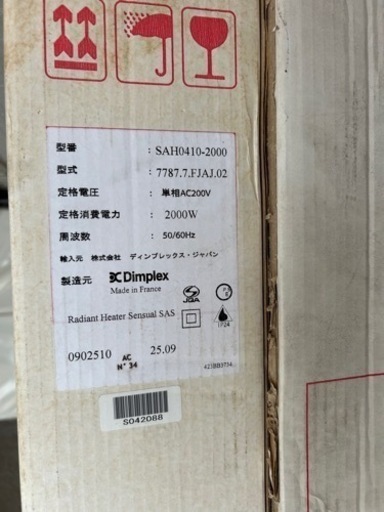 型番 : SAH0410-2000
型式 : 7787.7.FJAJ.02
定格電圧 : 単相AC200V
定格消費電力 : 2000W
周波数 : 50/60Hz
輸入元 株式会社 ディンプレックス・ジャパン
製造元 Dimplex
Made in France
JQA
Radiant Heater Sensual SAS
IP24
0902510 AC N° 34 25.09
S042088